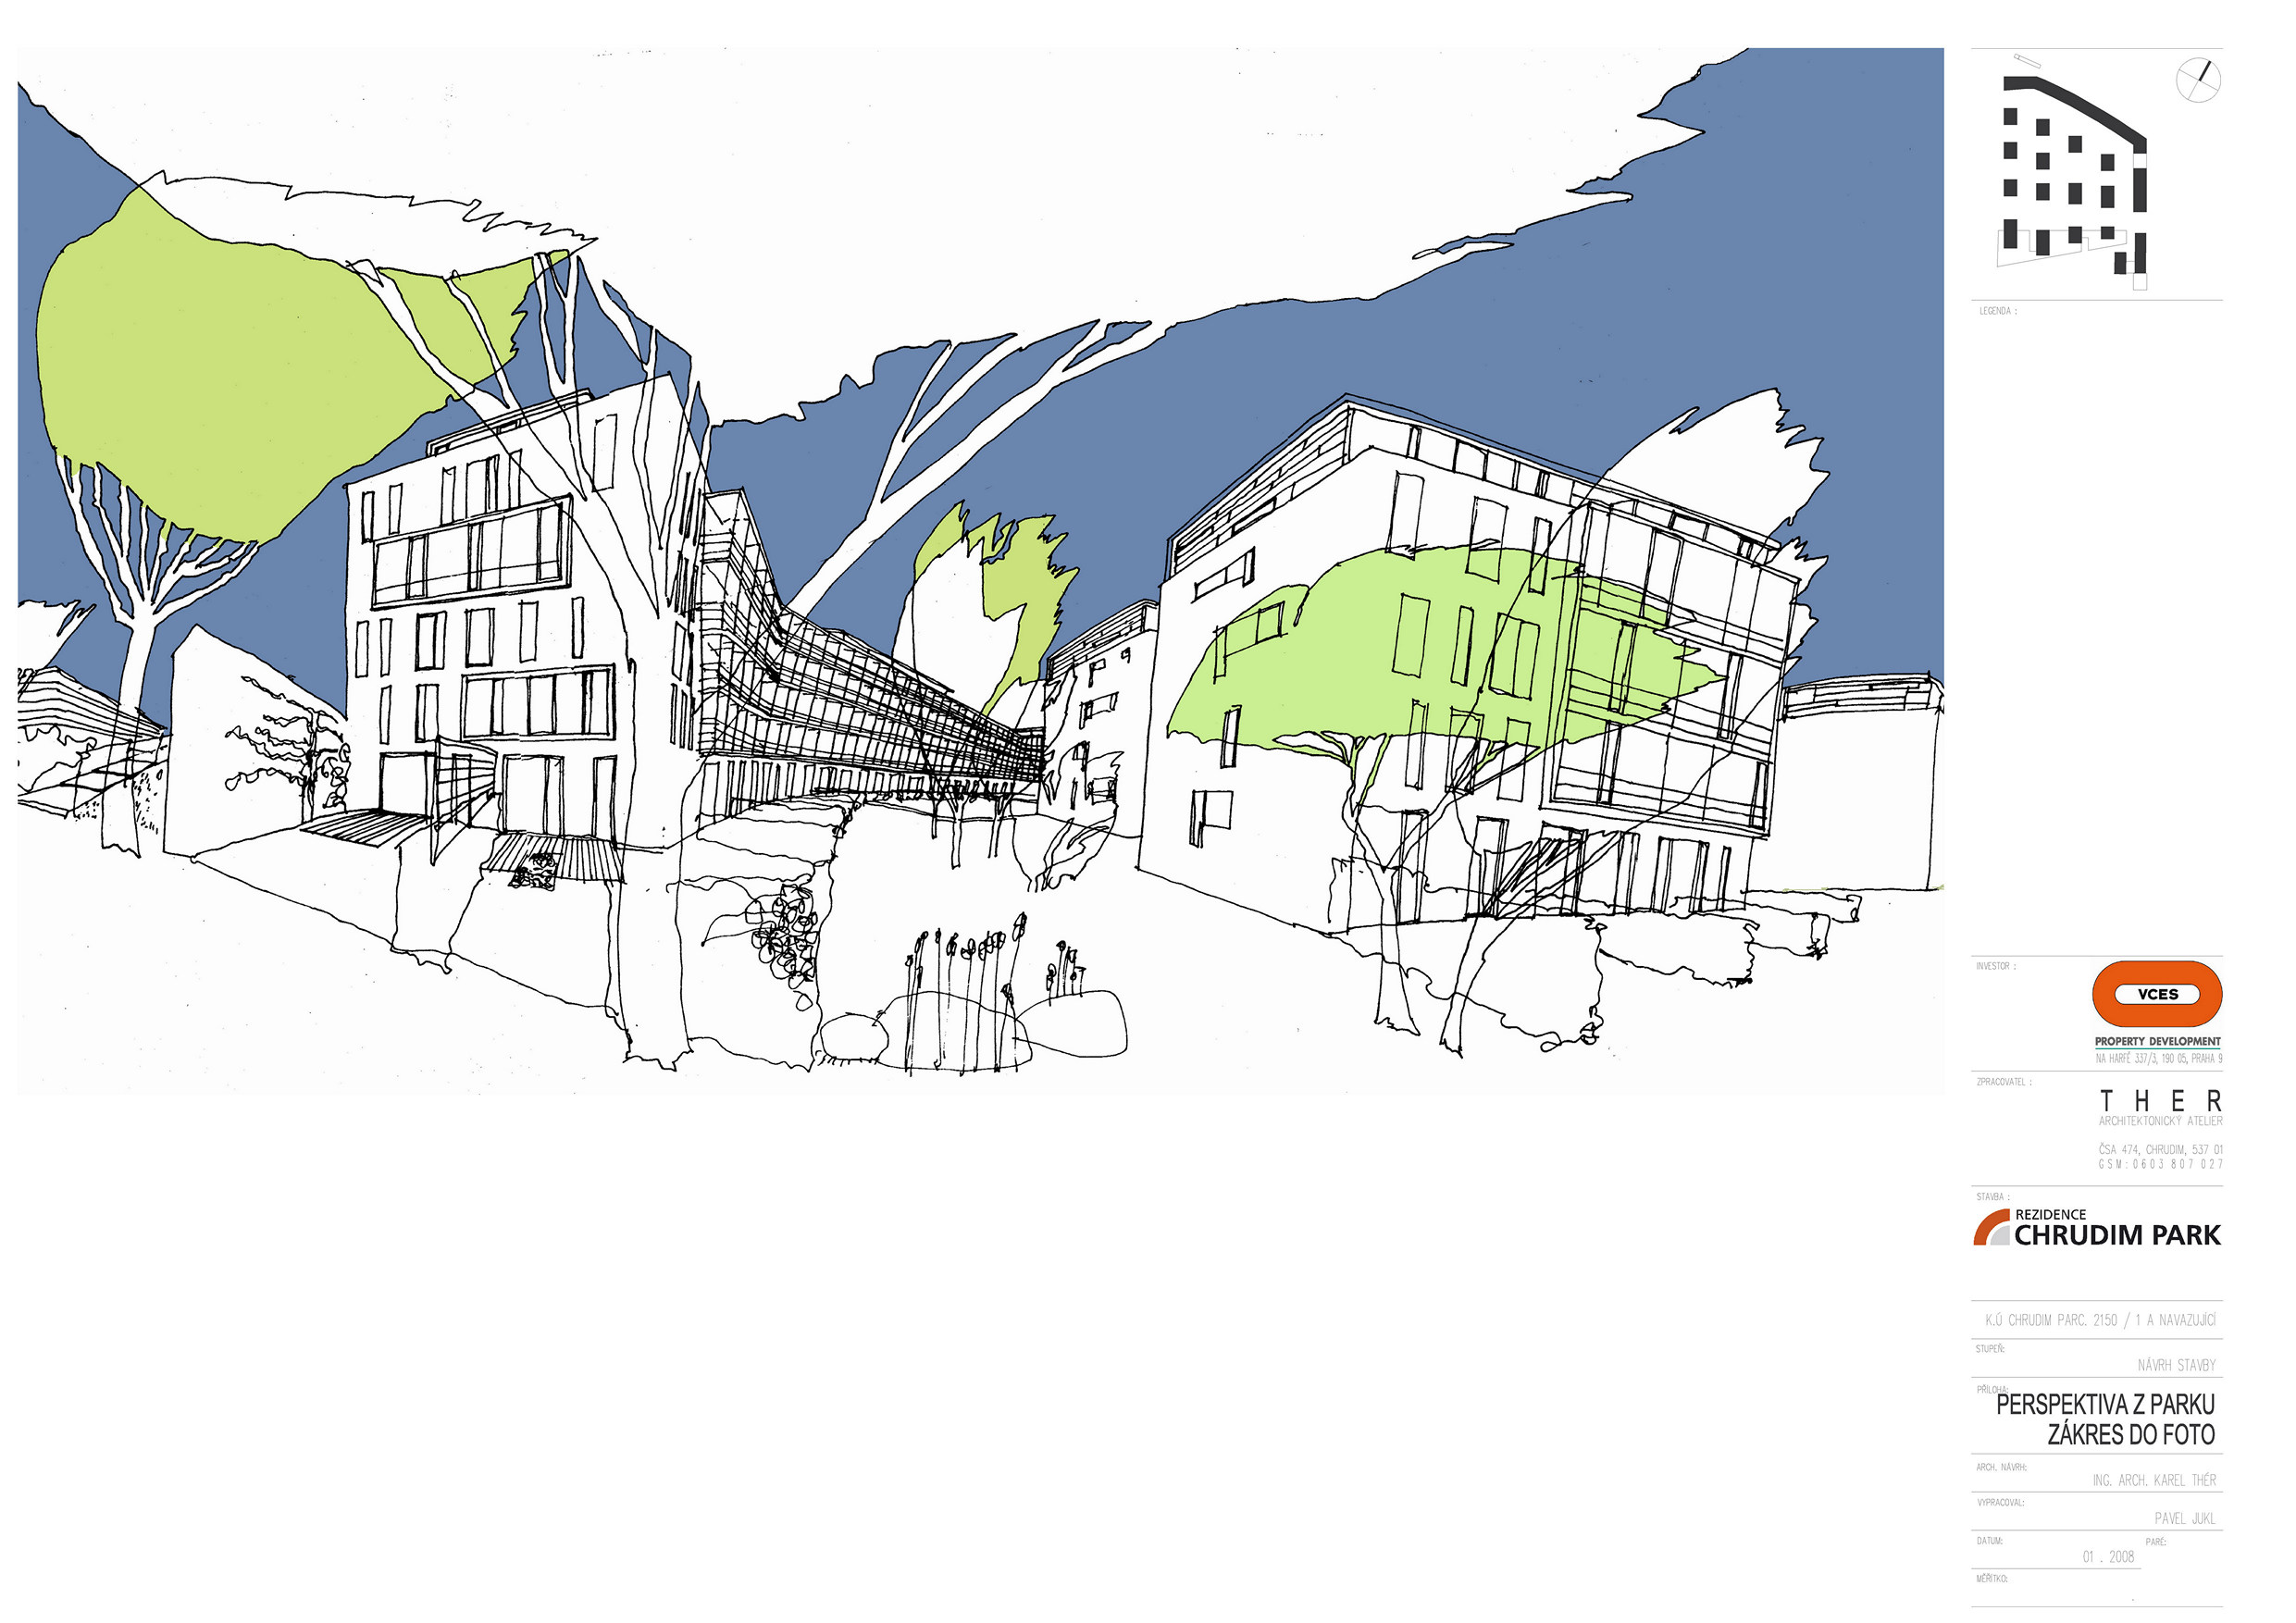 LEGENDA :
INVESTOR :
VCES
PROPERTY DEVELOPMENT
NA HARFĚ 337/3, 190 05, PRAHA 9
ZPRACOVATEL :
THER
ARCHITEKTONICKÝ ATELIER
ČSA 474, CHRUDIM, 537 01
GSM:0603 807 027
STAVBA :
REZIDENCE
CHRUDIM PARK
K.Ú CHRUDIM PARC. 2150 / 1 A NAVAZUJÍCÍ
STUPEŇ:
NÁVRH STAVBY
PŘÍLOHA:
PERSPEKTIVA Z PARKU
ZÁKRES DO FOTO
ARCH. NÁVRH:
ING. ARCH. KAREL THÉR
VYPRACOVAL:
PAVEL JUKL
DATUM:
PARÉ:
01 . 2008
MĚŘÍTKO: